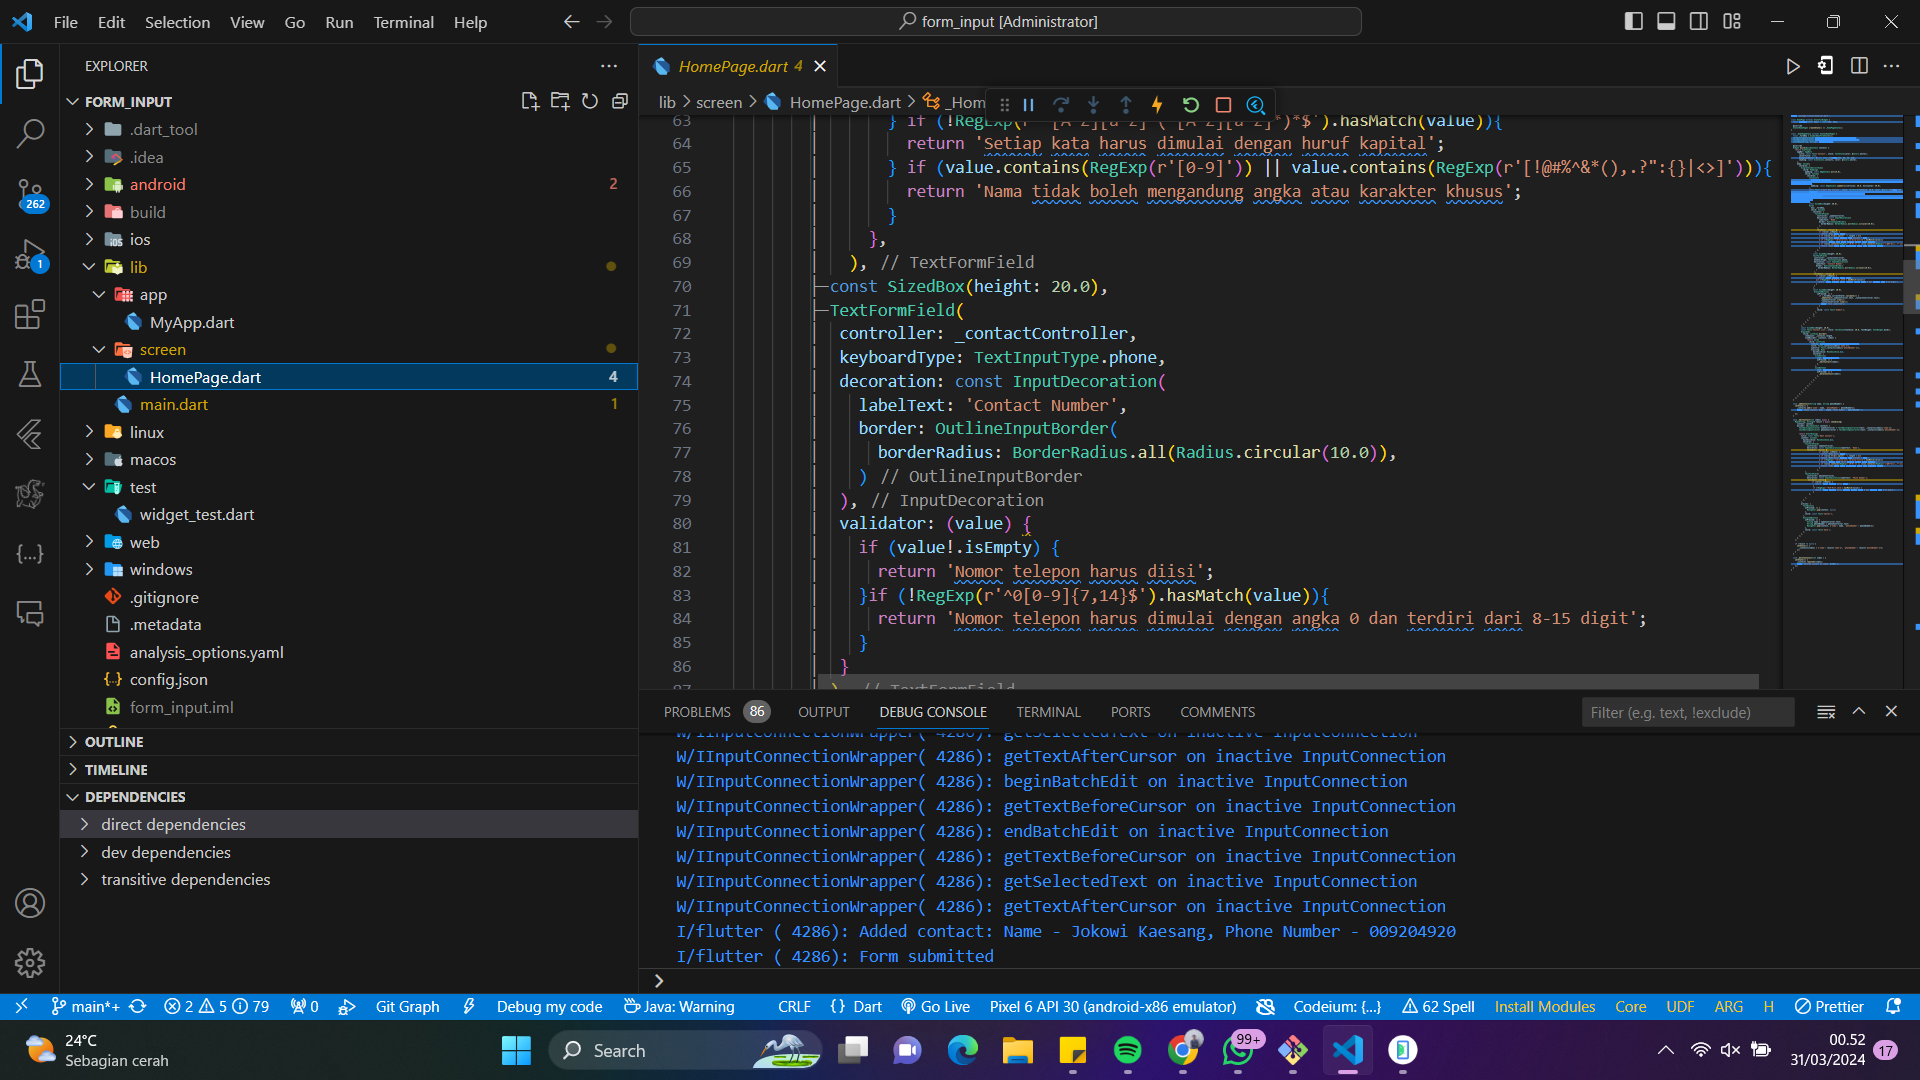 File Edit Selection View Go Run Terminal Help
form_input [Administrator]
EXPLORER
FORM_INPUT
.dart_tool
.idea
android 2
build
ios
lib
app
MyApp.dart
screen
HomePage.dart 4
main.dart 1
linux
macos
test
widget_test.dart
web
windows
.gitignore
.metadata
analysis_options.yaml
config.json
form_input.iml
OUTLINE
TIMELINE
DEPENDENCIES
direct dependencies
dev dependencies
transitive dependencies
262
1
HomePage.dart 4
lib > screen > HomePage.dart > _Hom
64 return 'Setiap kata harus dimulai dengan huruf kapital';
65 } if (value.contains(RegExp(r'[0-9]')) || value.contains(RegExp(r'[!@#%^&*(),.?":{}|<>]'))){
66 return 'Nama tidak boleh mengandung angka atau karakter khusus';
67 }
68 },
69 ), // TextFormField
70 const SizedBox(height: 20.0),
71 TextFormField(
72 controller: _contactController,
73 keyboardType: TextInputType.phone,
74 decoration: const InputDecoration(
75 labelText: 'Contact Number',
76 border: OutlineInputBorder(
77 borderRadius: BorderRadius.all(Radius.circular(10.0)),
78 ) // OutlineInputBorder
79 ), // InputDecoration
80 validator: (value) {
81 if (value!.isEmpty) {
82 return 'Nomor telepon harus diisi';
83 }if (!RegExp(r'^0[0-9]{7,14}$').hasMatch(value)){
84 return 'Nomor telepon harus dimulai dengan angka 0 dan terdiri dari 8-15 digit';
85 }
86 }
PROBLEMS 86 OUTPUT DEBUG CONSOLE TERMINAL PORTS COMMENTS
Filter (e.g. text, !exclude)
W/IInputConnectionWrapper( 4286): getSelectedText on inactive InputConnection
W/IInputConnectionWrapper( 4286): getTextAfterCursor on inactive InputConnection
W/IInputConnectionWrapper( 4286): beginBatchEdit on inactive InputConnection
W/IInputConnectionWrapper( 4286): getTextBeforeCursor on inactive InputConnection
W/IInputConnectionWrapper( 4286): endBatchEdit on inactive InputConnection
W/IInputConnectionWrapper( 4286): getTextBeforeCursor on inactive InputConnection
W/IInputConnectionWrapper( 4286): getSelectedText on inactive InputConnection
W/IInputConnectionWrapper( 4286): getTextAfterCursor on inactive InputConnection
I/flutter ( 4286): Added contact: Name - Jokowi Kaesang, Phone Number - 009204920
I/flutter ( 4286): Form submitted
main*+ 2 5 79 0 Git Graph Debug my code Java: Warning CRLF {} Dart Go Live Pixel 6 API 30 (android-x86 emulator) Codeium: {...} 62 Spell Install Modules Core UDF ARG H Prettier
24°C
Sebagian cerah
Search
99+
00.52
31/03/2024
17